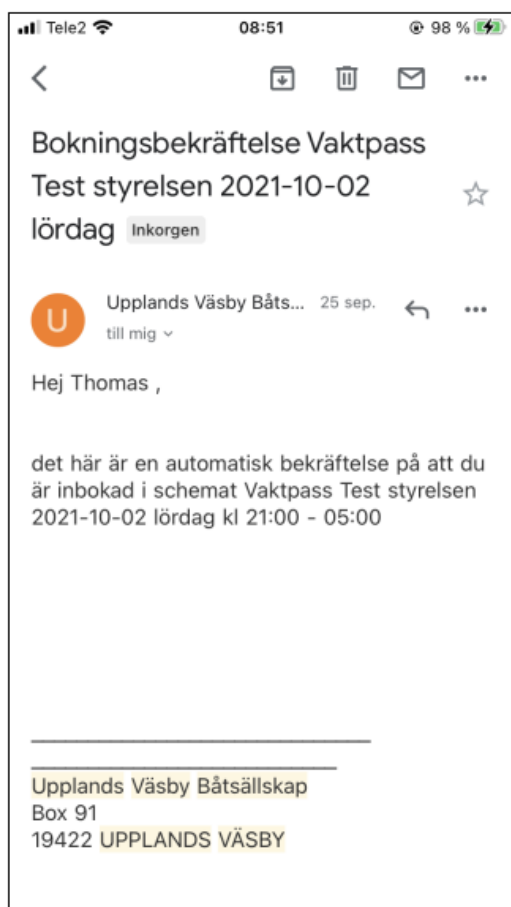 Tele2 08:51 98 %
Bokningsbekräftelse Vaktpass
Test styrelsen 2021-10-02
lördag Inkorgen
U
Upplands Väsby Båts... 25 sep.
till mig
Hej Thomas ,
det här är en automatisk bekräftelse på att du
är inbokad i schemat Vaktpass Test styrelsen
2021-10-02 lördag kl 21:00 - 05:00
Upplands Väsby Båtsällskap
Box 91
19422 UPPLANDS VÄSBY